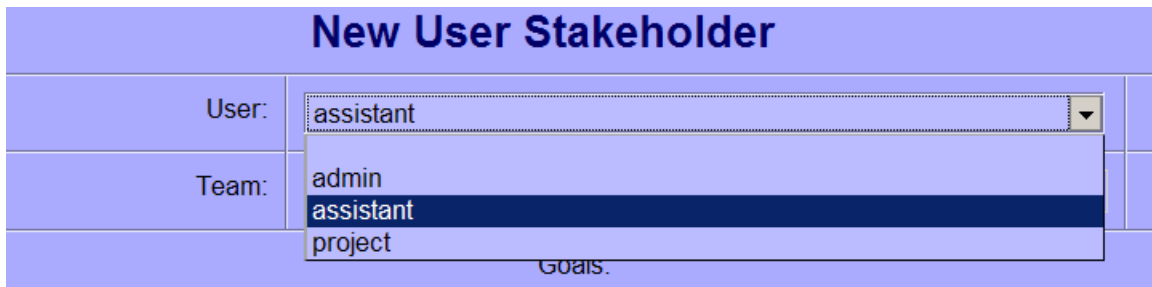 New User Stakeholder
User: assistant
admin
Team: assistant
project
Goals: